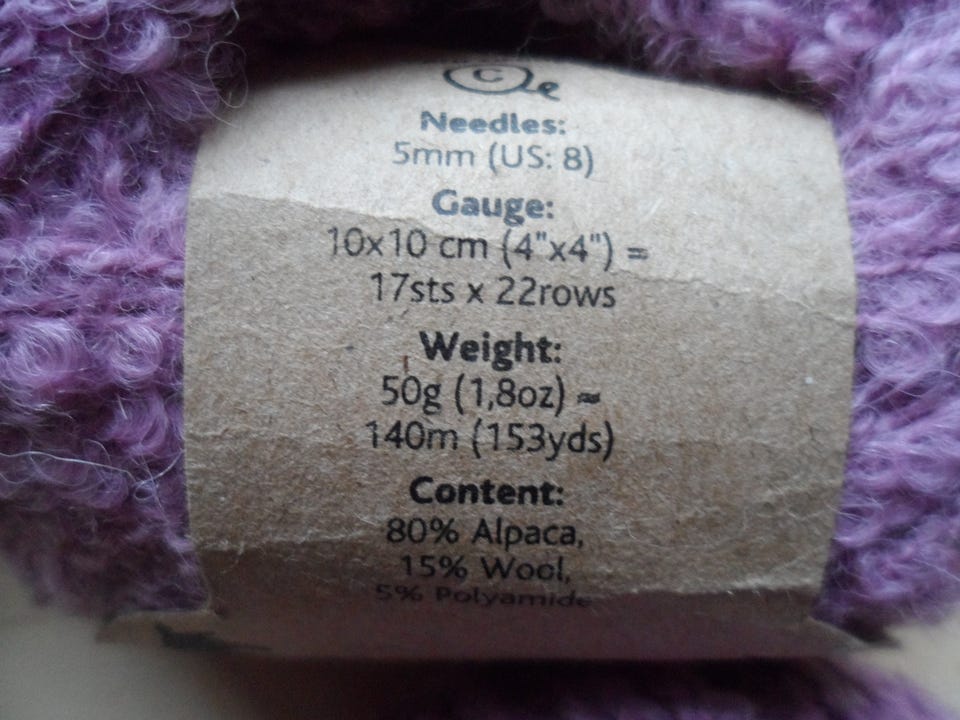 C e
Needles:
5mm (US: 8)
Gauge:
10x10 cm (4"x4") =
17sts x 22rows
Weight:
50g (1,8oz) ≈
140m (153yds)
Content:
80% Alpaca,
15% Wool,
5% Polyamide